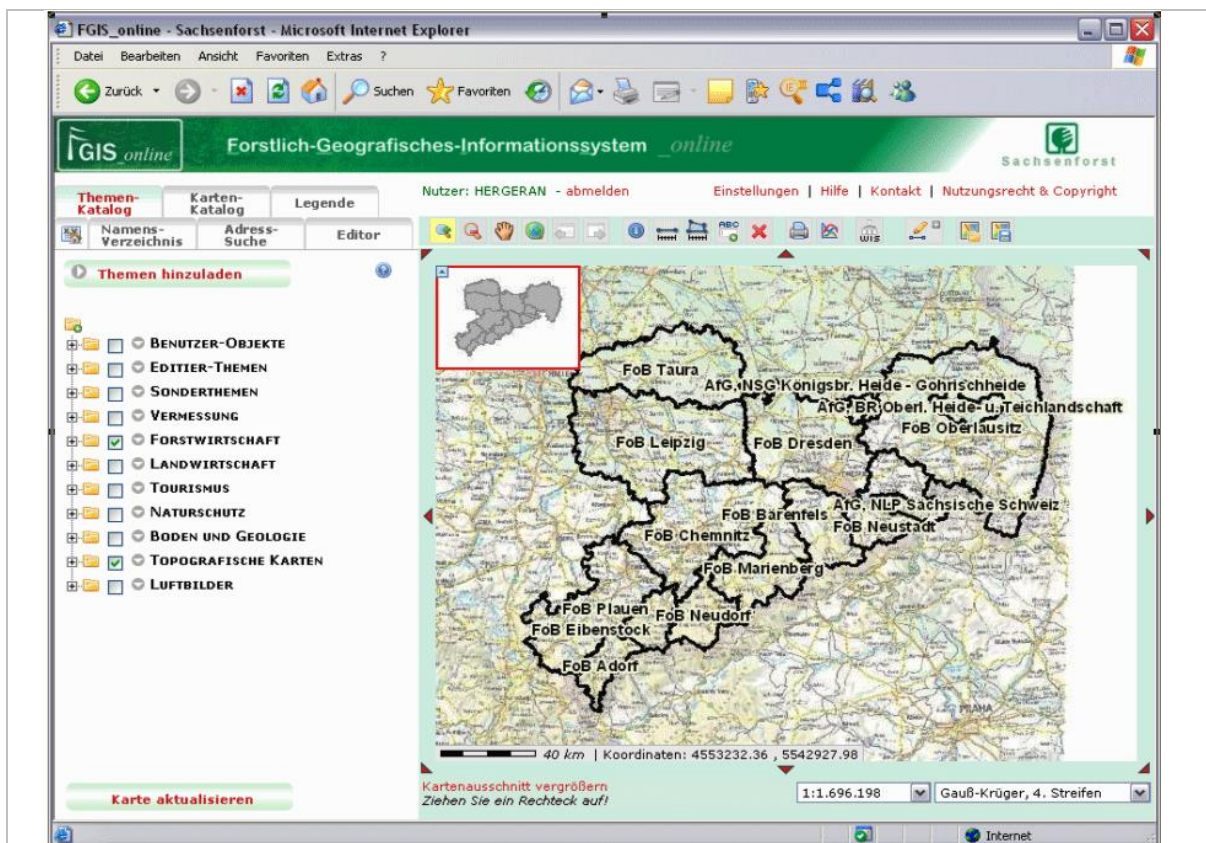 FGIS_online - Sachsenforst - Microsoft Internet Explorer
Datei Bearbeiten Ansicht Favoriten Extras ?
Zurück Suchen Favoriten
FGIS_online Forstlich-Geografisches-Informationssystem _online
Sachsenforst
Themen-Katalog Karten-Katalog Legende
Namens-Verzeichnis Adress-Suche Editor
Nutzer: HERGERAN - abmelden Einstellungen | Hilfe | Kontakt | Nutzungsrecht & Copyright
ABC
WIS
Themen hinzuladen
BENUTZER-OBJEKTE
EDITIER-THEMEN
SONDERTHEMEN
VERMESSUNG
FORSTWIRTSCHAFT
LANDWIRTSCHAFT
TOURISMUS
NATURSCHUTZ
BODEN UND GEOLOGIE
TOPOGRAFISCHE KARTEN
LUFTBILDER
Karte aktualisieren
FoB Taura
AfG, NSG Königsbr. Heide - Gohrischheide
AfG, BR Oberl. Heide- u. Teichlandschaft
FoB Oberlausitz
FoB Leipzig
FoB Dresden
AfG, NLP Sächsische Schweiz
FoB Bärenfels
FoB Neustadt
FoB Chemnitz
FoB Marienberg
FoB Plauen
FoB Neudorf
FoB Eibenstock
FoB Adorf
PRAHA
40 km | Koordinaten: 4553232.36 , 5542927.98
Kartenausschnitt vergrößern
Ziehen Sie ein Rechteck auf!
1:1.696.198 Gauß-Krüger, 4. Streifen
Internet